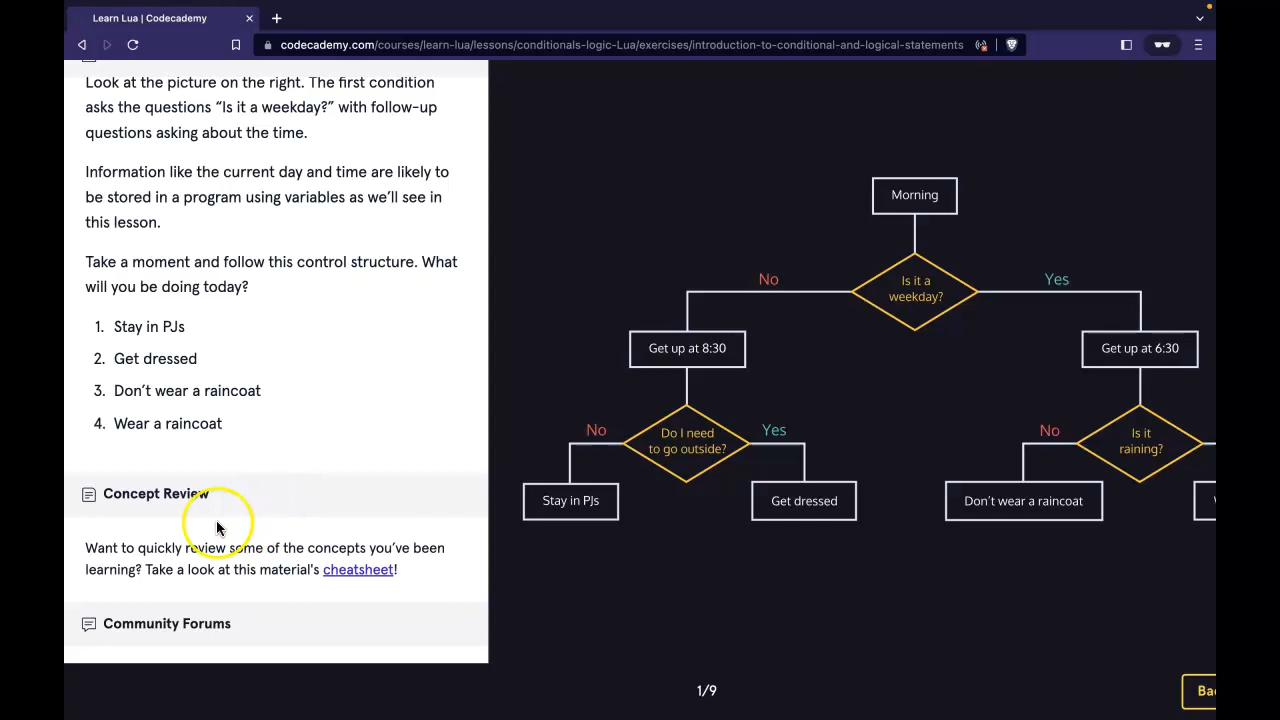 Learn Lua | Codecademy
codecademy.com/courses/learn-lua/lessons/conditionals-logic-Lua/exercises/introduction-to-conditional-and-logical-statements
Look at the picture on the right. The first condition
asks the questions “Is it a weekday?” with follow-up
questions asking about the time.
Information like the current day and time are likely to
be stored in a program using variables as we’ll see in
this lesson.
Take a moment and follow this control structure. What
will you be doing today?
1. Stay in PJs
2. Get dressed
3. Don’t wear a raincoat
4. Wear a raincoat
Concept Review
Want to quickly review some of the concepts you’ve been
learning? Take a look at this material's cheatsheet!
Community Forums
Morning
Is it a
weekday?
No
Yes
Get up at 8:30
Get up at 6:30
Do I need
to go outside?
No
Yes
Is it
raining?
No
Stay in PJs
Get dressed
Don’t wear a raincoat
1/9